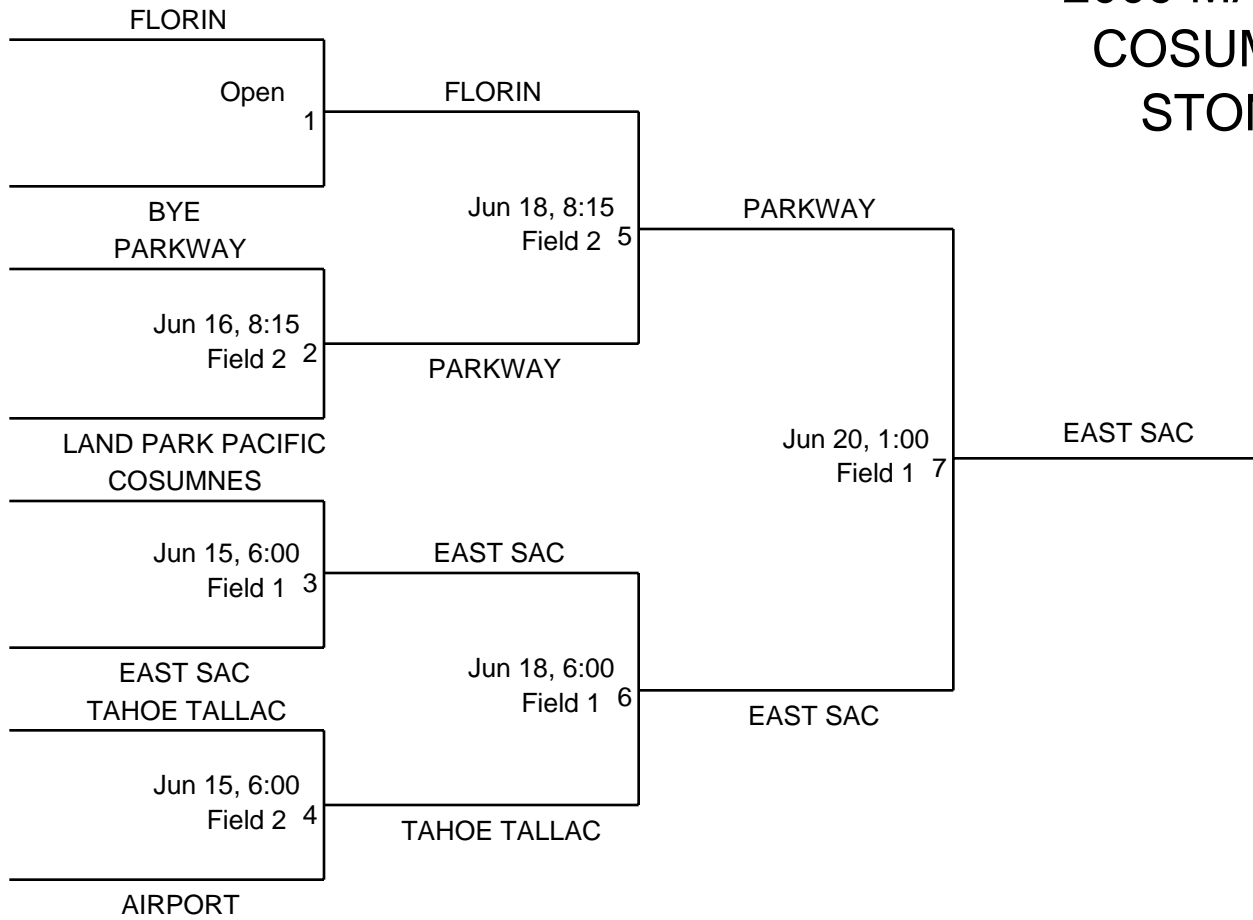 FLORIN
Open
1
BYE
FLORIN
PARKWAY
Jun 16, 8:15
Field 2 2
LAND PARK PACIFIC
PARKWAY
Jun 18, 8:15
Field 2 5
PARKWAY
COSUMNES
Jun 15, 6:00
Field 1 3
EAST SAC
EAST SAC
TAHOE TALLAC
Jun 15, 6:00
Field 2 4
AIRPORT
TAHOE TALLAC
Jun 18, 6:00
Field 1 6
EAST SAC
Jun 20, 1:00
Field 1 7
EAST SAC
COSUM